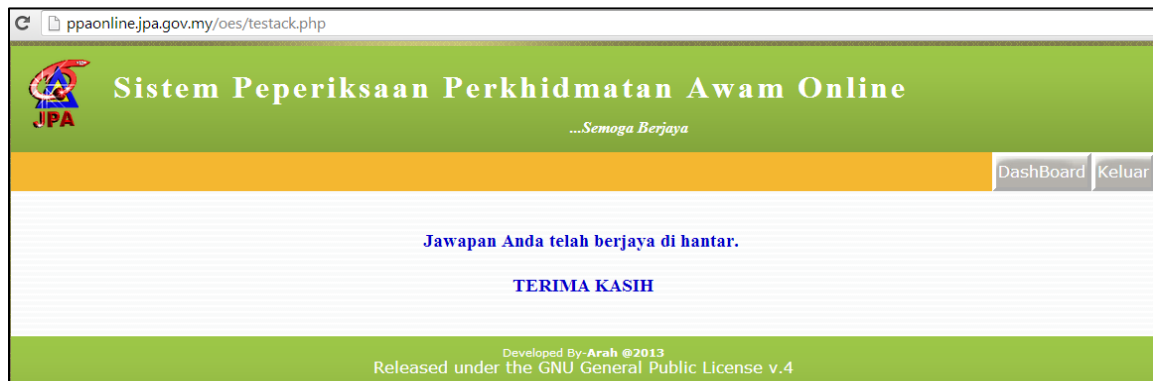 ppaonline.jpa.gov.my/oes/testack.php
JPA
Sistem Peperiksaan Perkhidmatan Awam Online
...Semoga Berjaya
DashBoard Keluar
Jawapan Anda telah berjaya di hantar.
TERIMA KASIH
Developed By-Arah @2013
Released under the GNU General Public License v.4